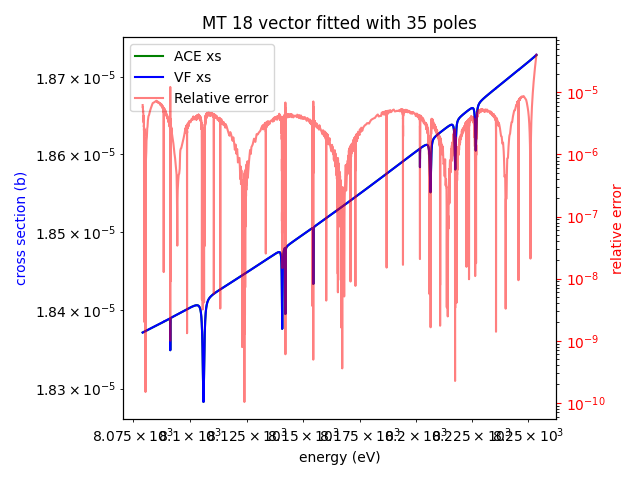 MT 18 vector fitted with 35 poles
ACE xs
VF xs
Relative error
1.87 × 10⁻⁵
1.86 × 10⁻⁵
1.85 × 10⁻⁵
1.84 × 10⁻⁵
1.83 × 10⁻⁵
cross section (b)
10⁻⁵
10⁻⁶
10⁻⁷
10⁻⁸
10⁻⁹
10⁻¹⁰
relative error
8.075 × 10³ 8.1 × 10³ 8.125 × 10³ 8.15 × 10³ 8.175 × 10³ 8.2 × 10³ 8.225 × 10³ 8.25 × 10³
energy (eV)